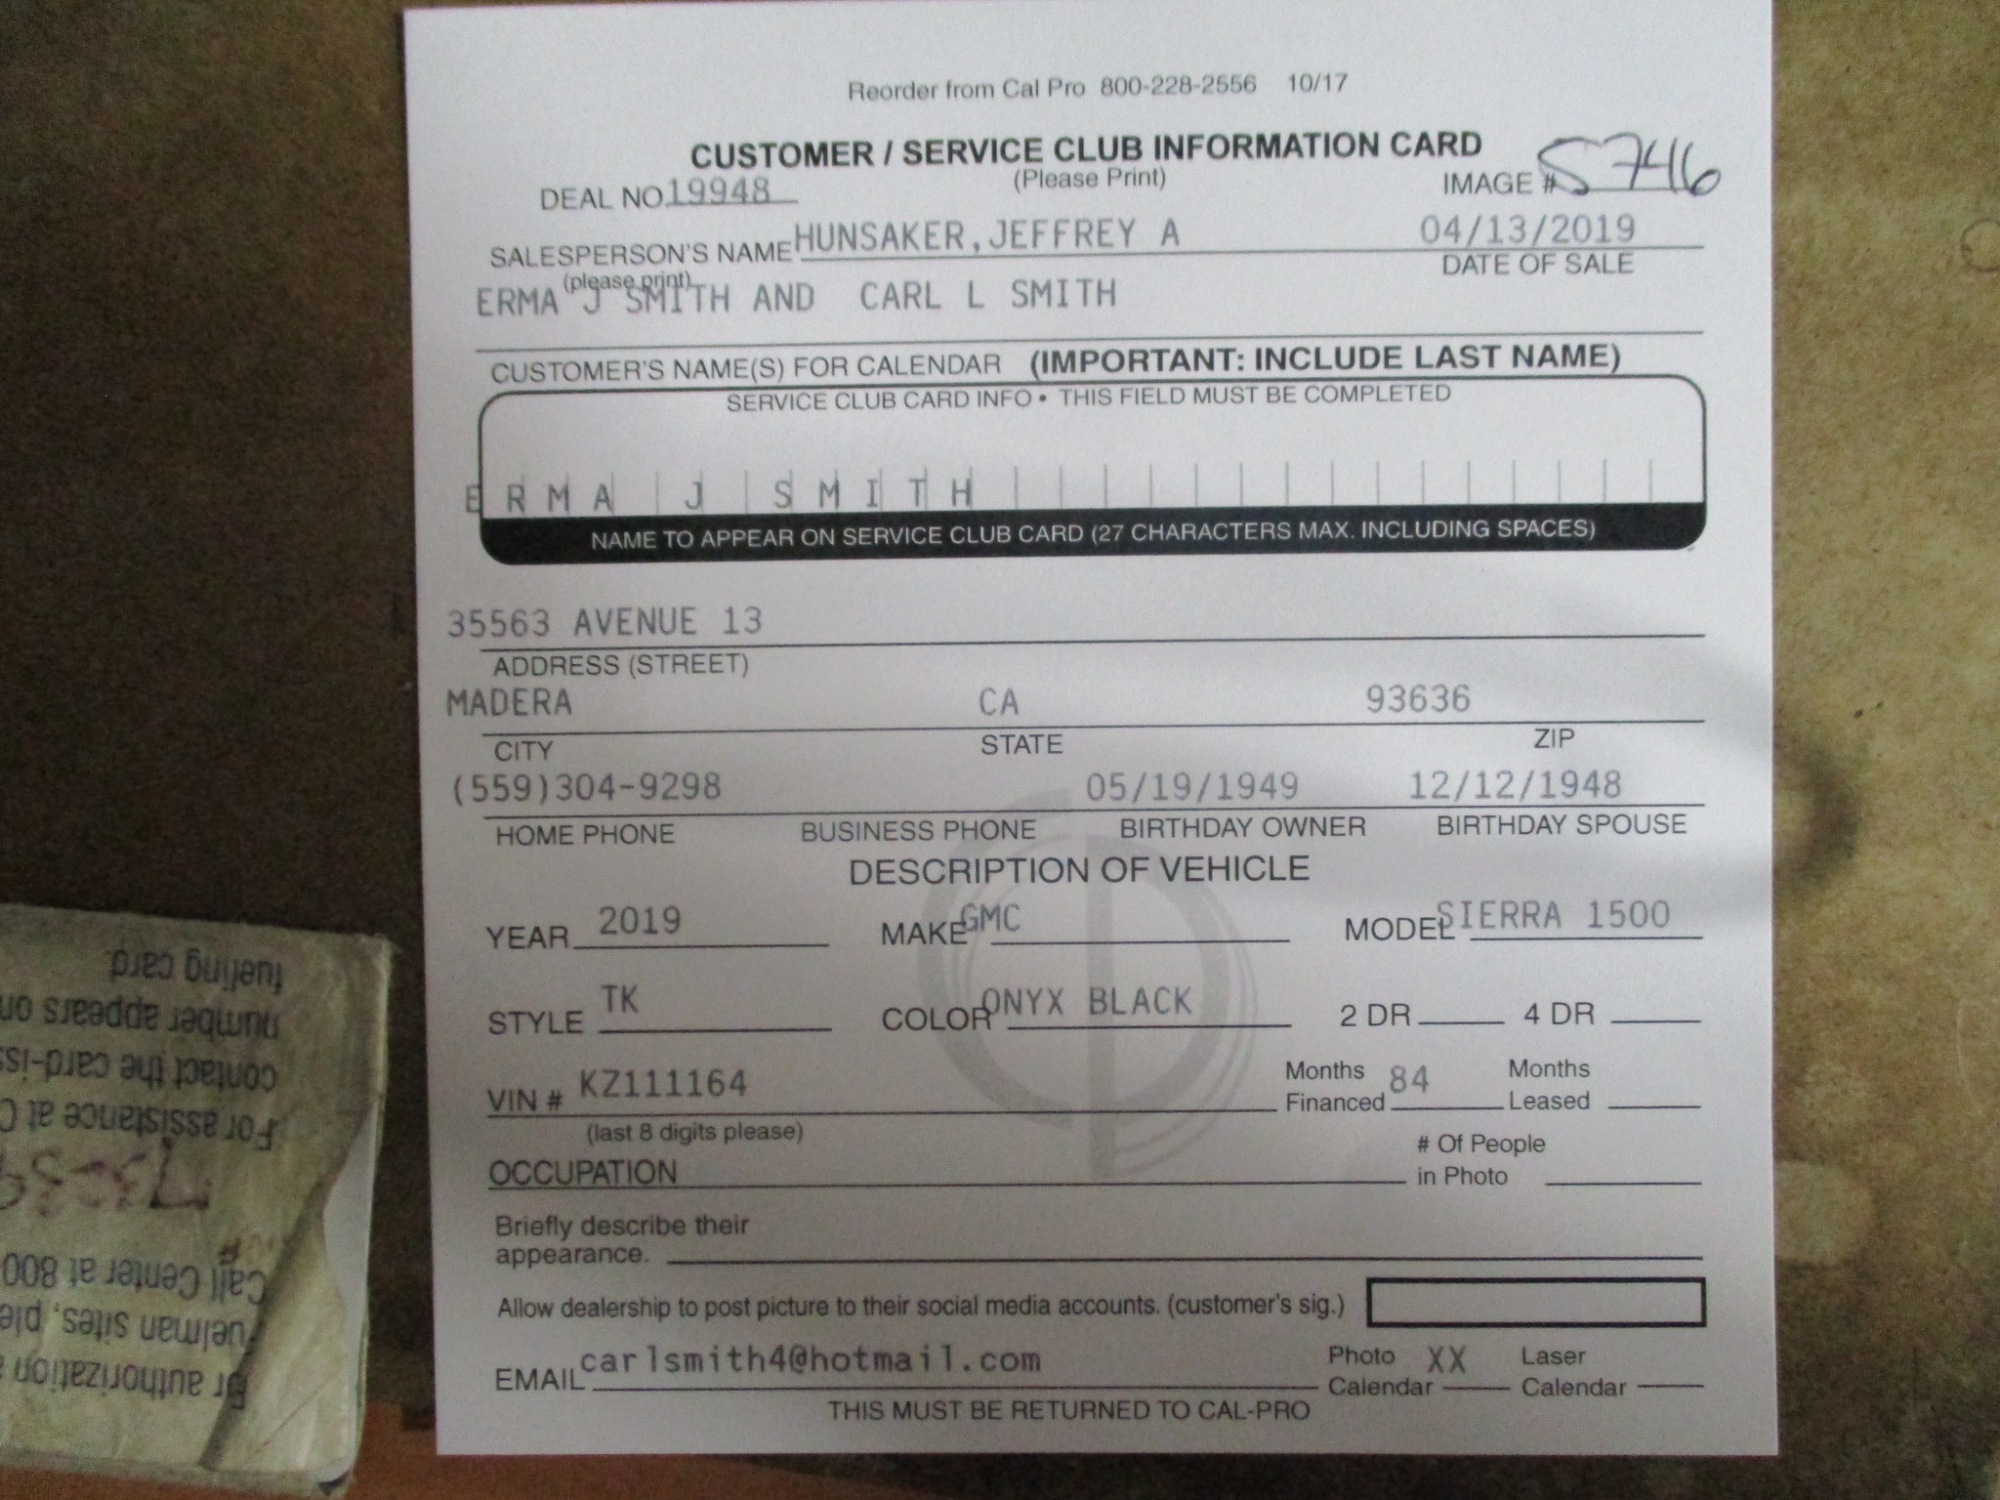 Reorder from Cal Pro 800-228-2556 10/17
CUSTOMER / SERVICE CLUB INFORMATION CARD
(Please Print)
DEAL NO. 19948
IMAGE # 5746
SALESPERSON'S NAME HUNSAKER, JEFFREY A 04/13/2019
(please print) DATE OF SALE
ERMA J SMITH AND CARL L SMITH
CUSTOMER'S NAME(S) FOR CALENDAR (IMPORTANT: INCLUDE LAST NAME)
SERVICE CLUB CARD INFO • THIS FIELD MUST BE COMPLETED
ERMA J SMITH
NAME TO APPEAR ON SERVICE CLUB CARD (27 CHARACTERS MAX. INCLUDING SPACES)
35563 AVENUE 13
ADDRESS (STREET)
MADERA CA 93636
CITY STATE ZIP
(559)304-9298 05/19/1949 12/12/1948
HOME PHONE BUSINESS PHONE BIRTHDAY OWNER BIRTHDAY SPOUSE
DESCRIPTION OF VEHICLE
YEAR 2019 MAKE GMC MODEL SIERRA 1500
STYLE TK COLOR ONYX BLACK 2 DR 4 DR
VIN # KZ111164 Months Financed 84 Months Leased
(last 8 digits please)
OCCUPATION # Of People in Photo
Briefly describe their
appearance.
Allow dealership to post picture to their social media accounts. (customer's sig.)
EMAIL carlsmith4@hotmail.com Photo Calendar XX Laser Calendar
THIS MUST BE RETURNED TO CAL-PRO
For authorization
uelman sites, ple
Call Center at 800
For assistance at C
contact the card-is
number appears on
fueling card.